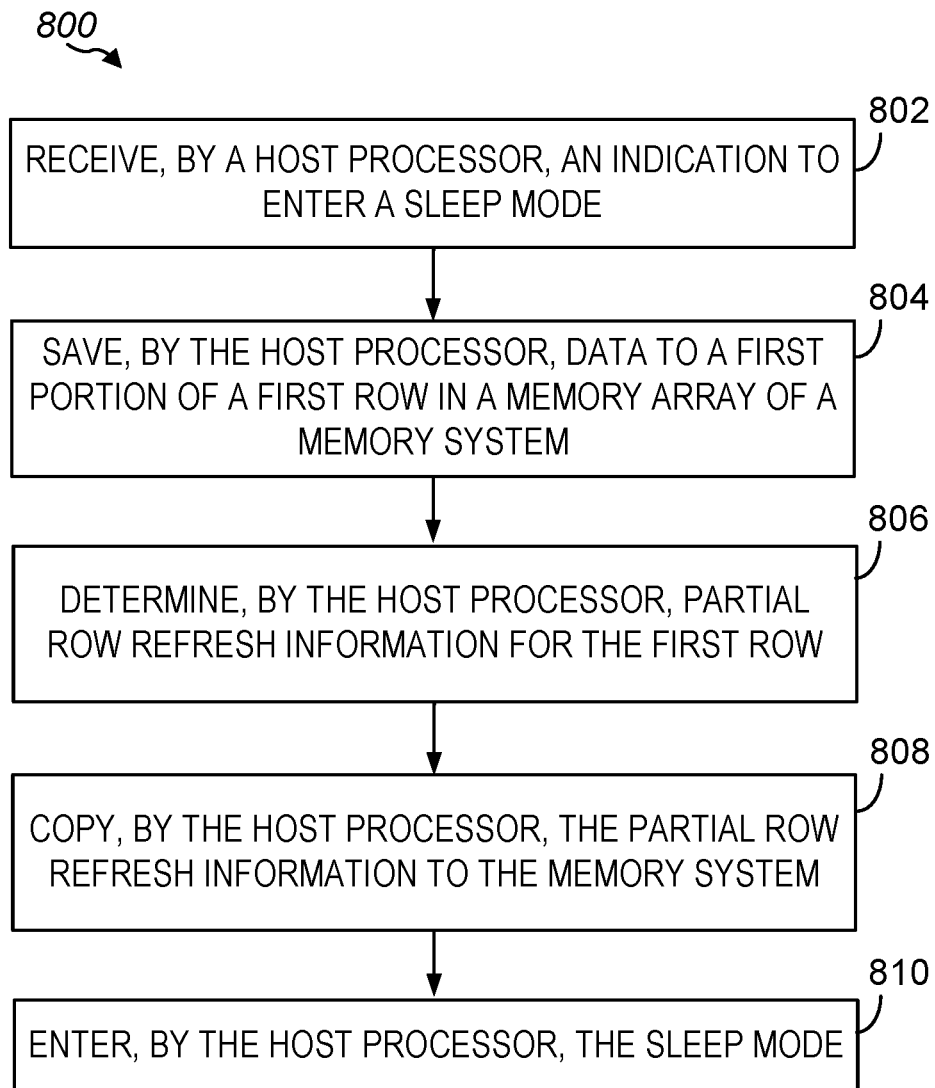 800
802
RECEIVE, BY A HOST PROCESSOR, AN INDICATION TO
ENTER A SLEEP MODE
804
SAVE, BY THE HOST PROCESSOR, DATA TO A FIRST
PORTION OF A FIRST ROW IN A MEMORY ARRAY OF A
MEMORY SYSTEM
806
DETERMINE, BY THE HOST PROCESSOR, PARTIAL
ROW REFRESH INFORMATION FOR THE FIRST ROW
808
COPY, BY THE HOST PROCESSOR, THE PARTIAL ROW
REFRESH INFORMATION TO THE MEMORY SYSTEM
810
ENTER, BY THE HOST PROCESSOR, THE SLEEP MODE